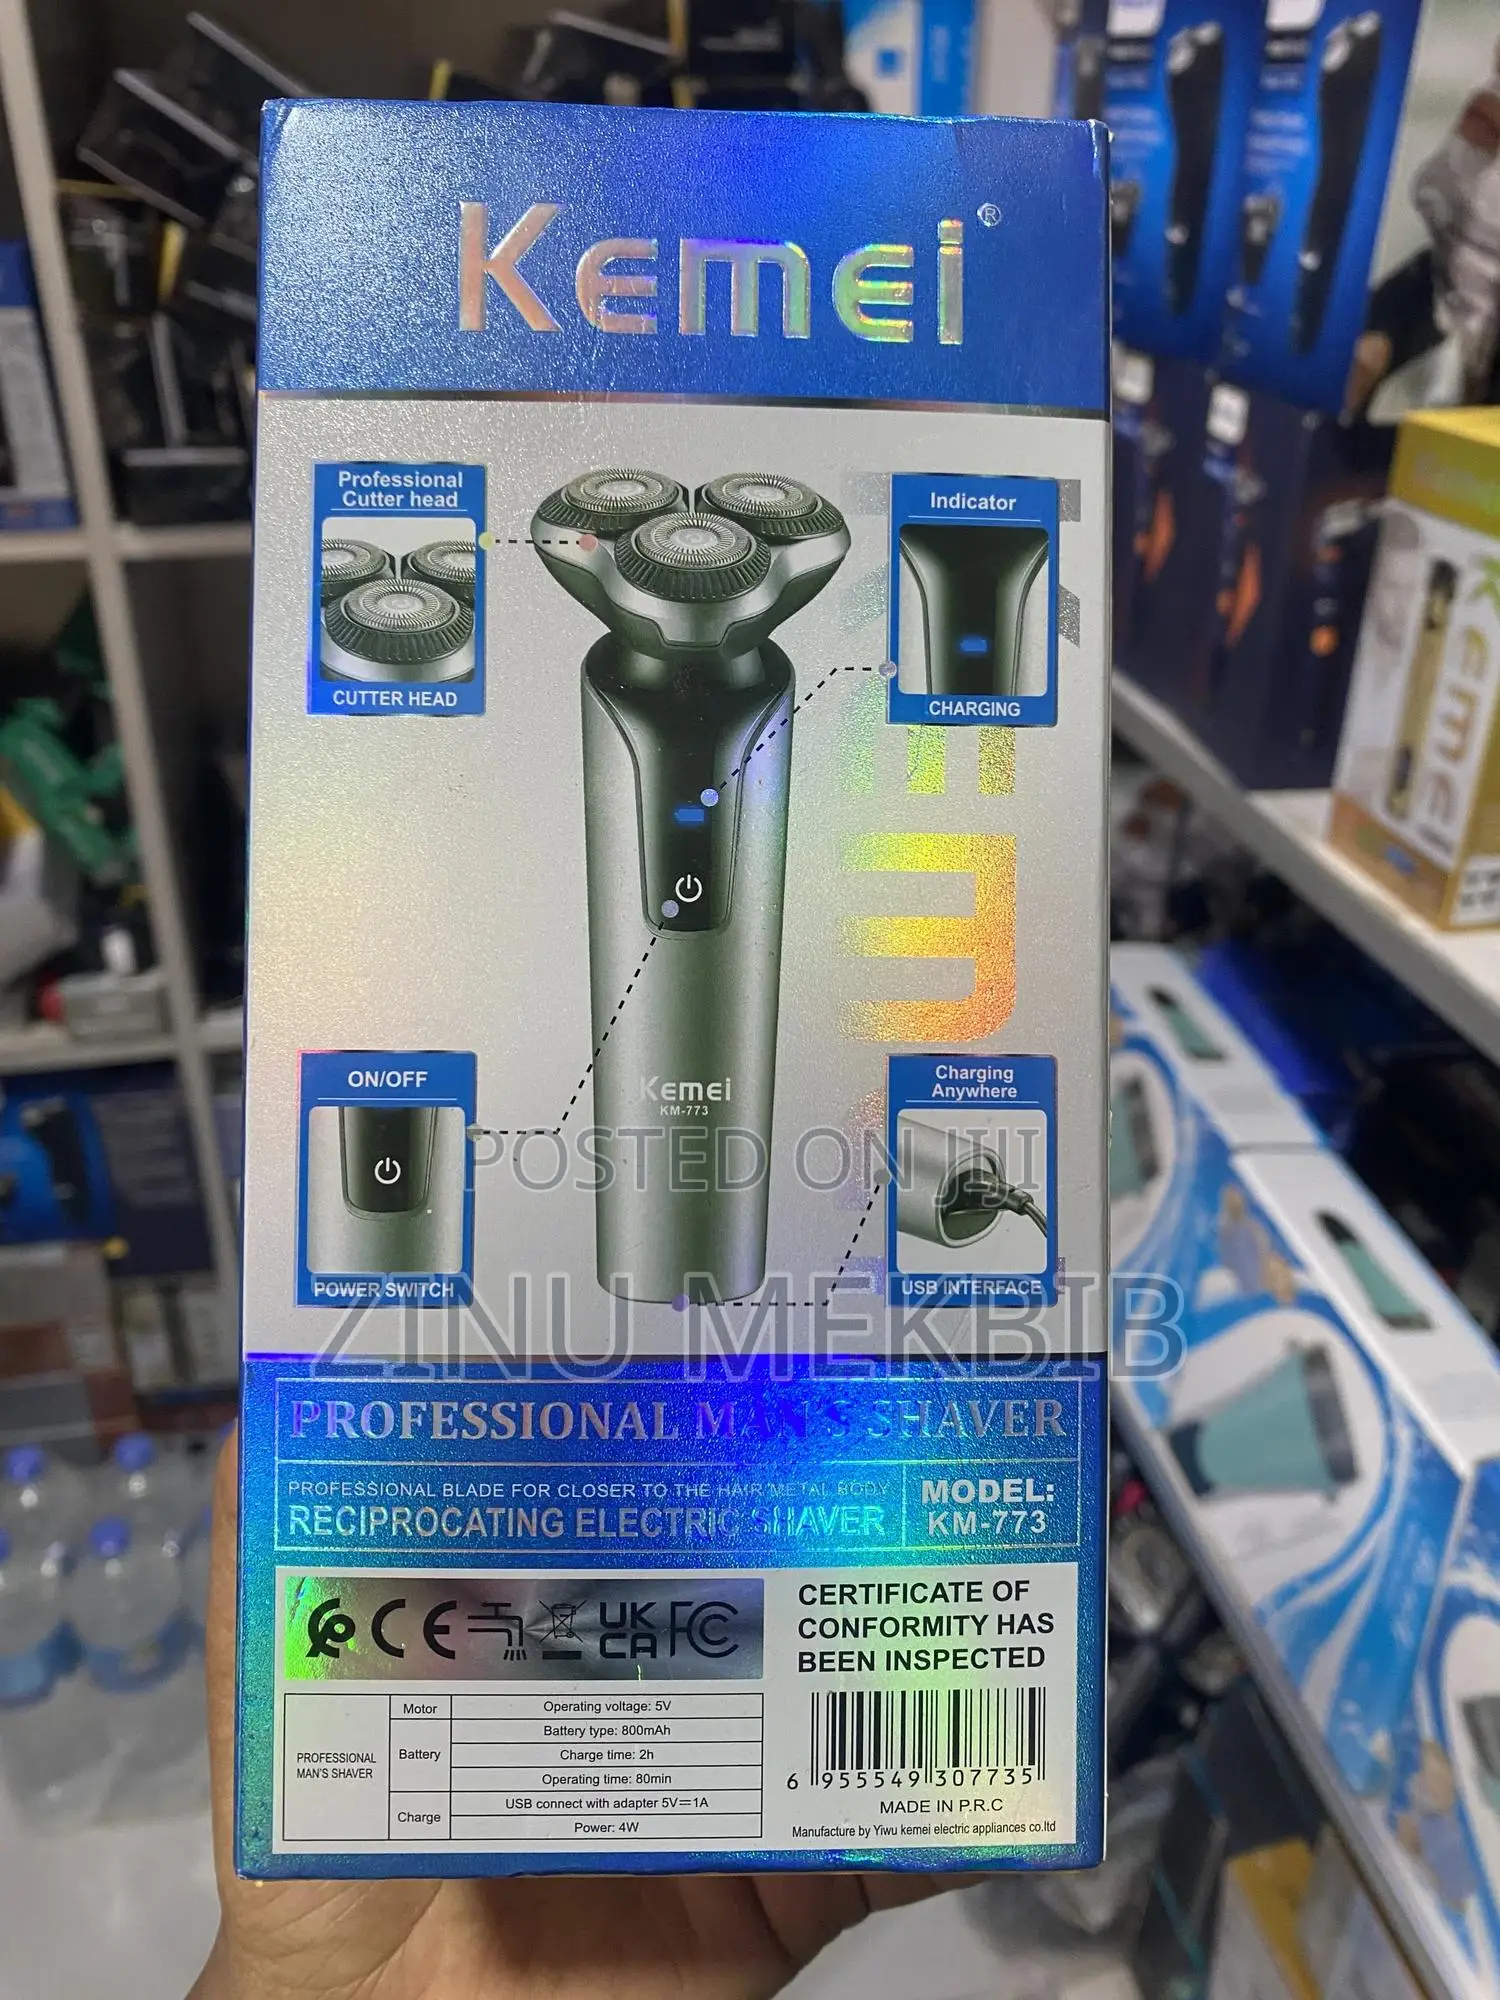 Kemei®
Professional
Cutter head
CUTTER HEAD
Indicator
CHARGING
ON/OFF
POWER SWITCH
Charging
Anywhere
USB INTERFACE
Kemei
KM-773
POSTED ON JIJI
ZINU MEKBIB
PROFESSIONAL MAN'S SHAVER
PROFESSIONAL BLADE FOR CLOSER TO THE HAIR METAL BODY
RECIPROCATING ELECTRIC SHAVER
MODEL:
KM-773
CE
UK
CA
FC
CERTIFICATE OF
CONFORMITY HAS
BEEN INSPECTED
PROFESSIONAL
MAN'S SHAVER
Motor
Operating voltage: 5V
Battery
Battery type: 800mAh
Charge time: 2h
Operating time: 80min
Charge
USB connect with adapter 5V⎓1A
Power: 4W
6 955549 307735
MADE IN P.R.C
Manufacture by Yiwu kemei electric appliances co.ltd
Kemei